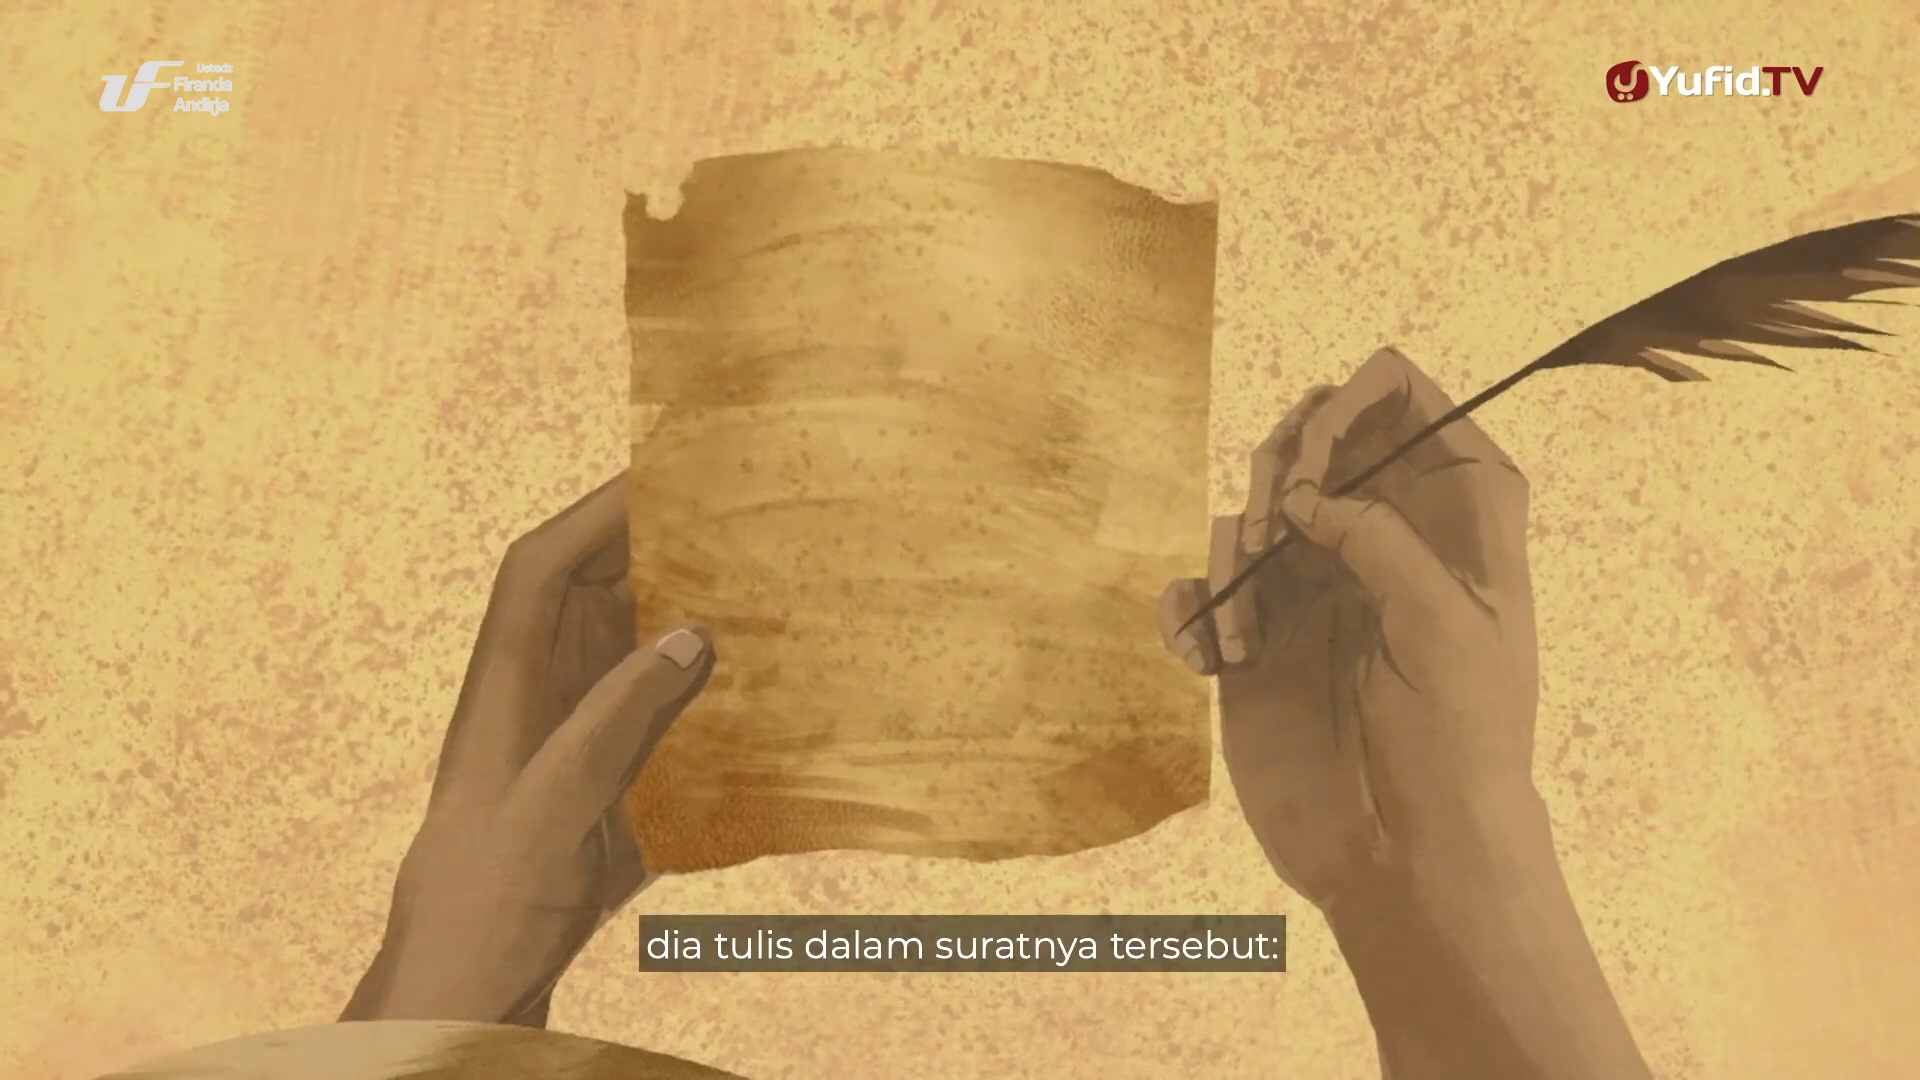 Ustadz
Firanda
Andirja
Yufid.TV
dia tulis dalam suratnya tersebut: